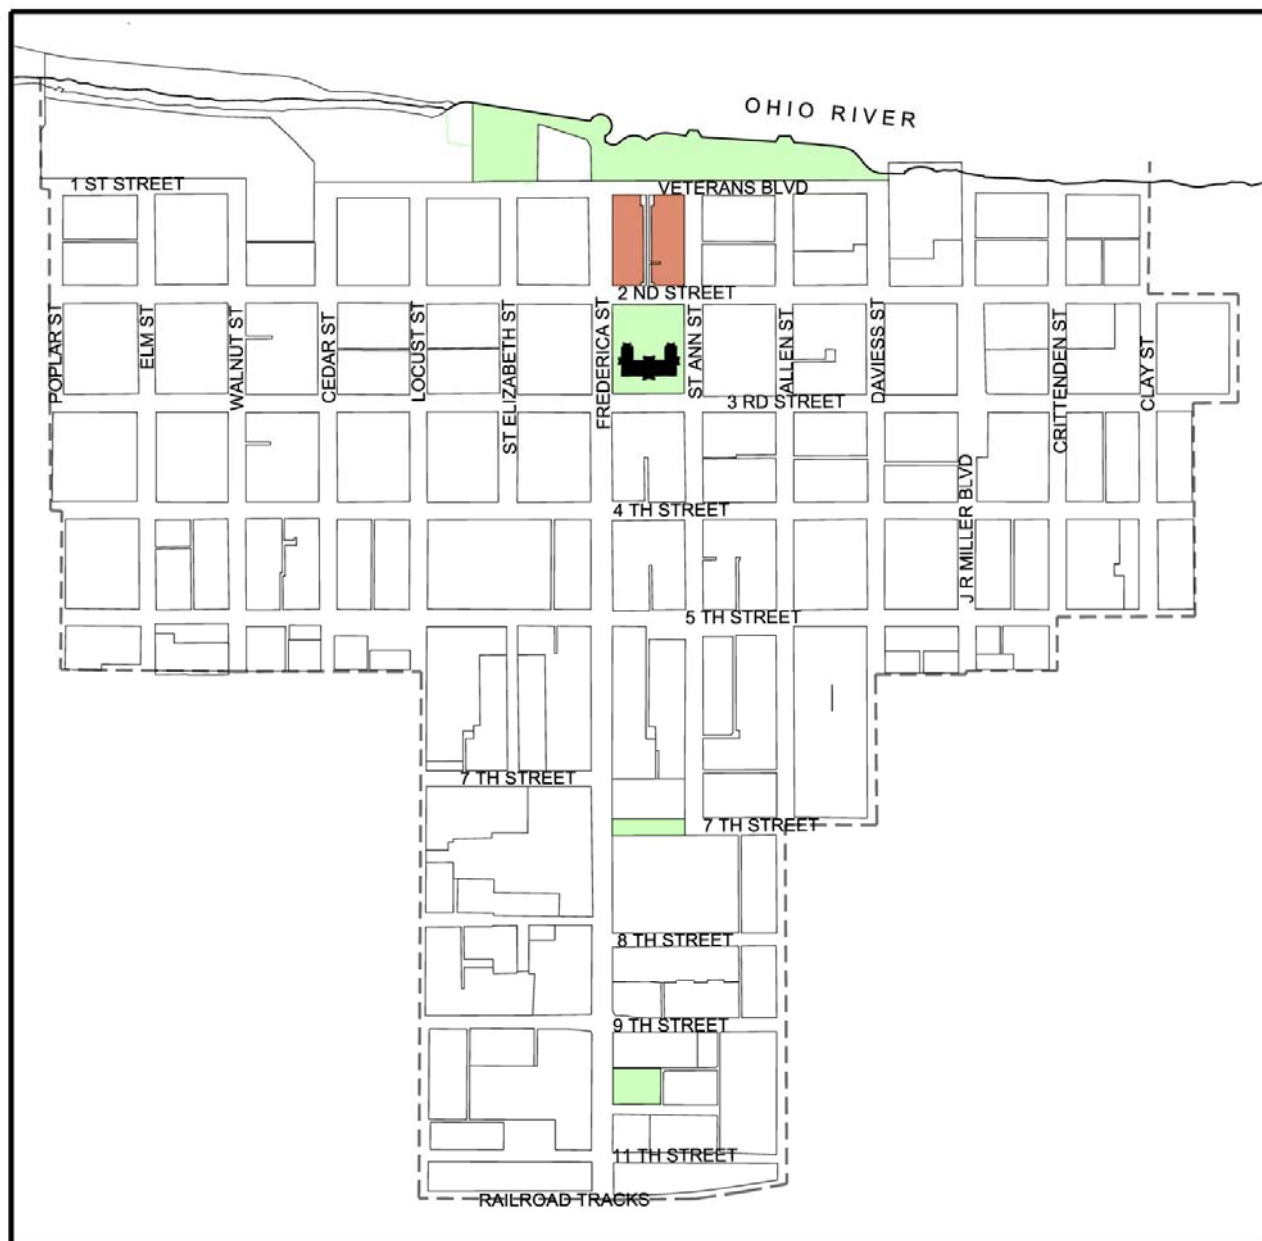 OHIO RIVER
1 ST STREET
VETERANS BLVD
2 ND STREET
POPLAR ST
ELM ST
WALNUT ST
CEDAR ST
LOCUST ST
ST ELIZABETH ST
FREDERICA ST
ST ANN ST
ALLEN ST
DAVIESS ST
CRITTENDEN ST
CLAY ST
3 RD STREET
J R MILLER BLVD
4 TH STREET
5 TH STREET
7 TH STREET
7 TH STREET
8 TH STREET
9 TH STREET
11 TH STREET
RAILROAD TRACKS